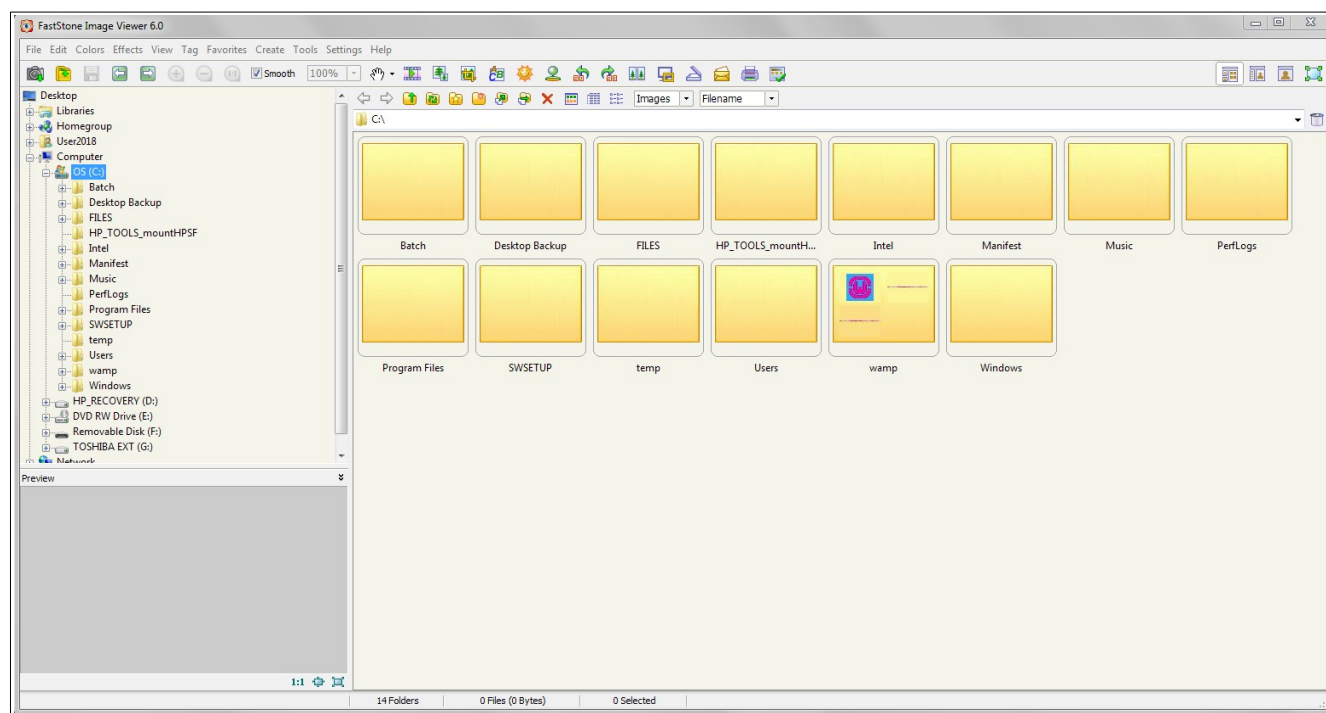 FastStone Image Viewer 6.0
File Edit Colors Effects View Tag Favorites Create Tools Settings Help
Smooth 100%
Desktop
Libraries
Homegroup
User2018
Computer
OS (C:)
Batch
Desktop Backup
FILES
HP_TOOLS_mountHPSF
Intel
Manifest
Music
PerfLogs
Program Files
SWSETUP
temp
Users
wamp
Windows
HP_RECOVERY (D:)
DVD RW Drive (E:)
Removable Disk (F:)
TOSHIBA EXT (G:)
Network
Preview
1:1
Images Filename
C:\
Batch Desktop Backup FILES HP_TOOLS_mountH... Intel Manifest Music PerfLogs
Program Files SWSETUP temp Users wamp Windows
14 Folders 0 Files (0 Bytes) 0 Selected